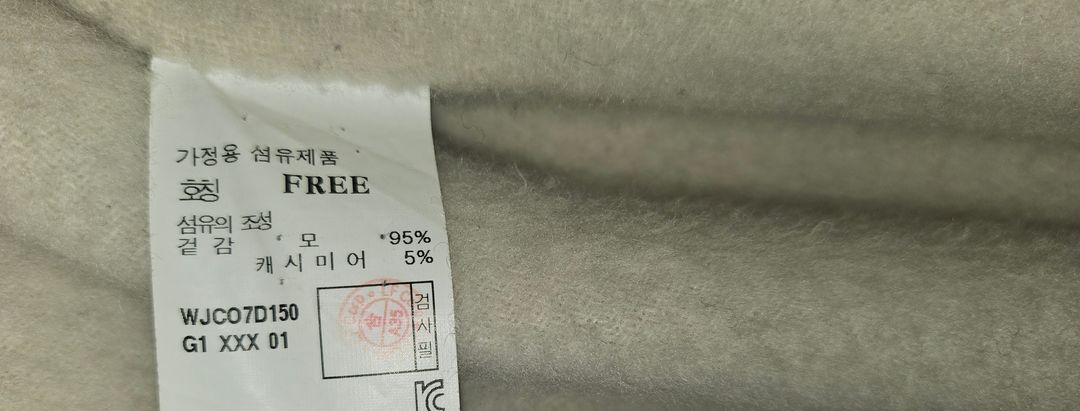 가정용 섬유제품
호칭 FREE
섬유의 조성
겉 감 모 95%
캐시미어 5%
WJCO7D150
G1 XXX 01
검사필